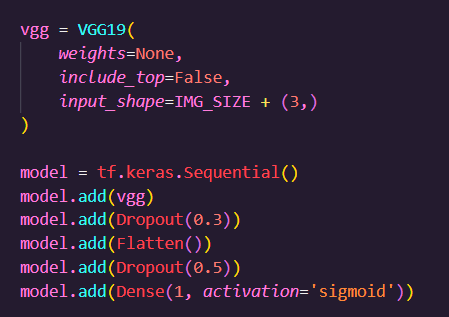 vgg = VGG19(
    weights=None,
    include_top=False,
    input_shape=IMG_SIZE + (3,)
)

model = tf.keras.Sequential()
model.add(vgg)
model.add(Dropout(0.3))
model.add(Flatten())
model.add(Dropout(0.5))
model.add(Dense(1, activation='sigmoid'))